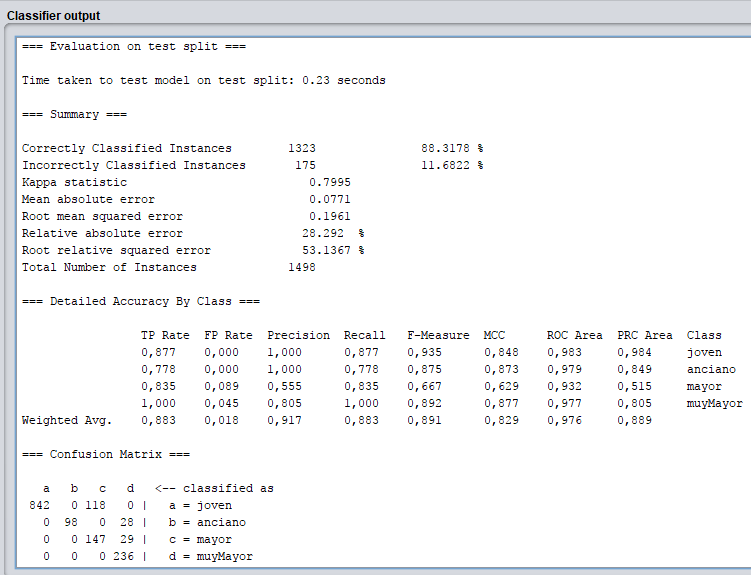 Classifier output
=== Evaluation on test split ===
Time taken to test model on test split: 0.23 seconds
=== Summary ===
Correctly Classified Instances 1323 88.3178 %
Incorrectly Classified Instances 175 11.6822 %
Kappa statistic 0.7995
Mean absolute error 0.0771
Root mean squared error 0.1961
Relative absolute error 28.292 %
Root relative squared error 53.1367 %
Total Number of Instances 1498
=== Detailed Accuracy By Class ===
TP Rate FP Rate Precision Recall F-Measure MCC ROC Area PRC Area Class
0,877 0,000 1,000 0,877 0,935 0,848 0,983 0,984 joven
0,778 0,000 1,000 0,778 0,875 0,873 0,979 0,849 anciano
0,835 0,089 0,555 0,835 0,667 0,629 0,932 0,515 mayor
1,000 0,045 0,805 1,000 0,892 0,877 0,977 0,805 muyMayor
Weighted Avg. 0,883 0,018 0,917 0,883 0,891 0,829 0,976 0,889
=== Confusion Matrix ===
a b c d <-- classified as
842 0 118 0 | a = joven
0 98 0 28 | b = anciano
0 0 147 29 | c = mayor
0 0 0 236 | d = muyMayor